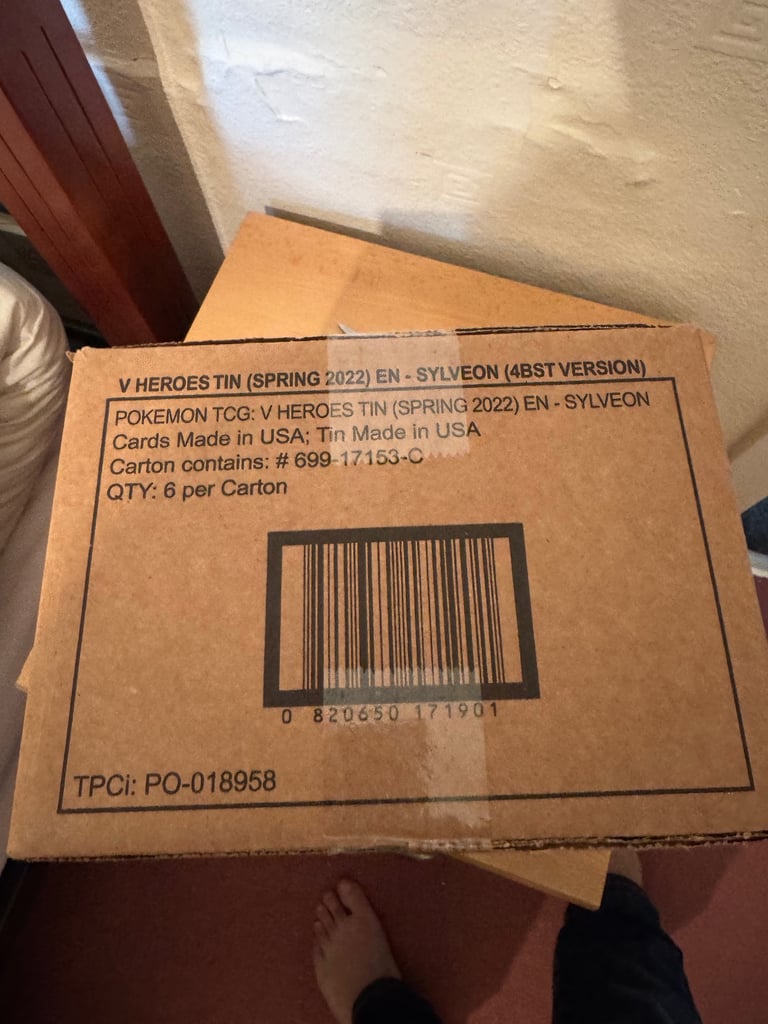 V HEROES TIN (SPRING 2022) EN - SYLVEON (4BST VERSION)
POKEMON TCG: V HEROES TIN (SPRING 2022) EN - SYLVEON
Cards Made in USA; Tin Made in USA
Carton contains: # 699-17153-C
QTY: 6 per Carton
0 820650 171901
TPCi: PO-018958